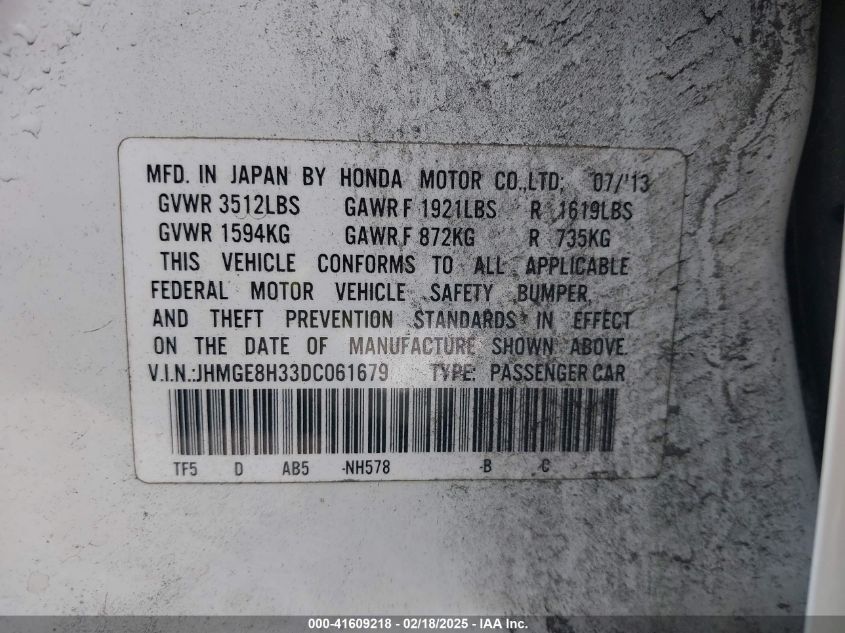 MFD. IN JAPAN BY HONDA MOTOR CO.,LTD; 07/'13
GVWR 3512LBS GAWR F 1921LBS R 1619LBS
GVWR 1594KG GAWR F 872KG R 735KG
THIS VEHICLE CONFORMS TO ALL APPLICABLE
FEDERAL MOTOR VEHICLE SAFETY BUMPER,
AND THEFT PREVENTION STANDARDS IN EFFECT
ON THE DATE OF MANUFACTURE SHOWN ABOVE.
V.I.N.:JHMGE8H33DC061679 TYPE: PASSENGER CAR
TF5 D AB5 -NH578 -B C
000-41609218 - 02/18/2025 - IAA Inc.